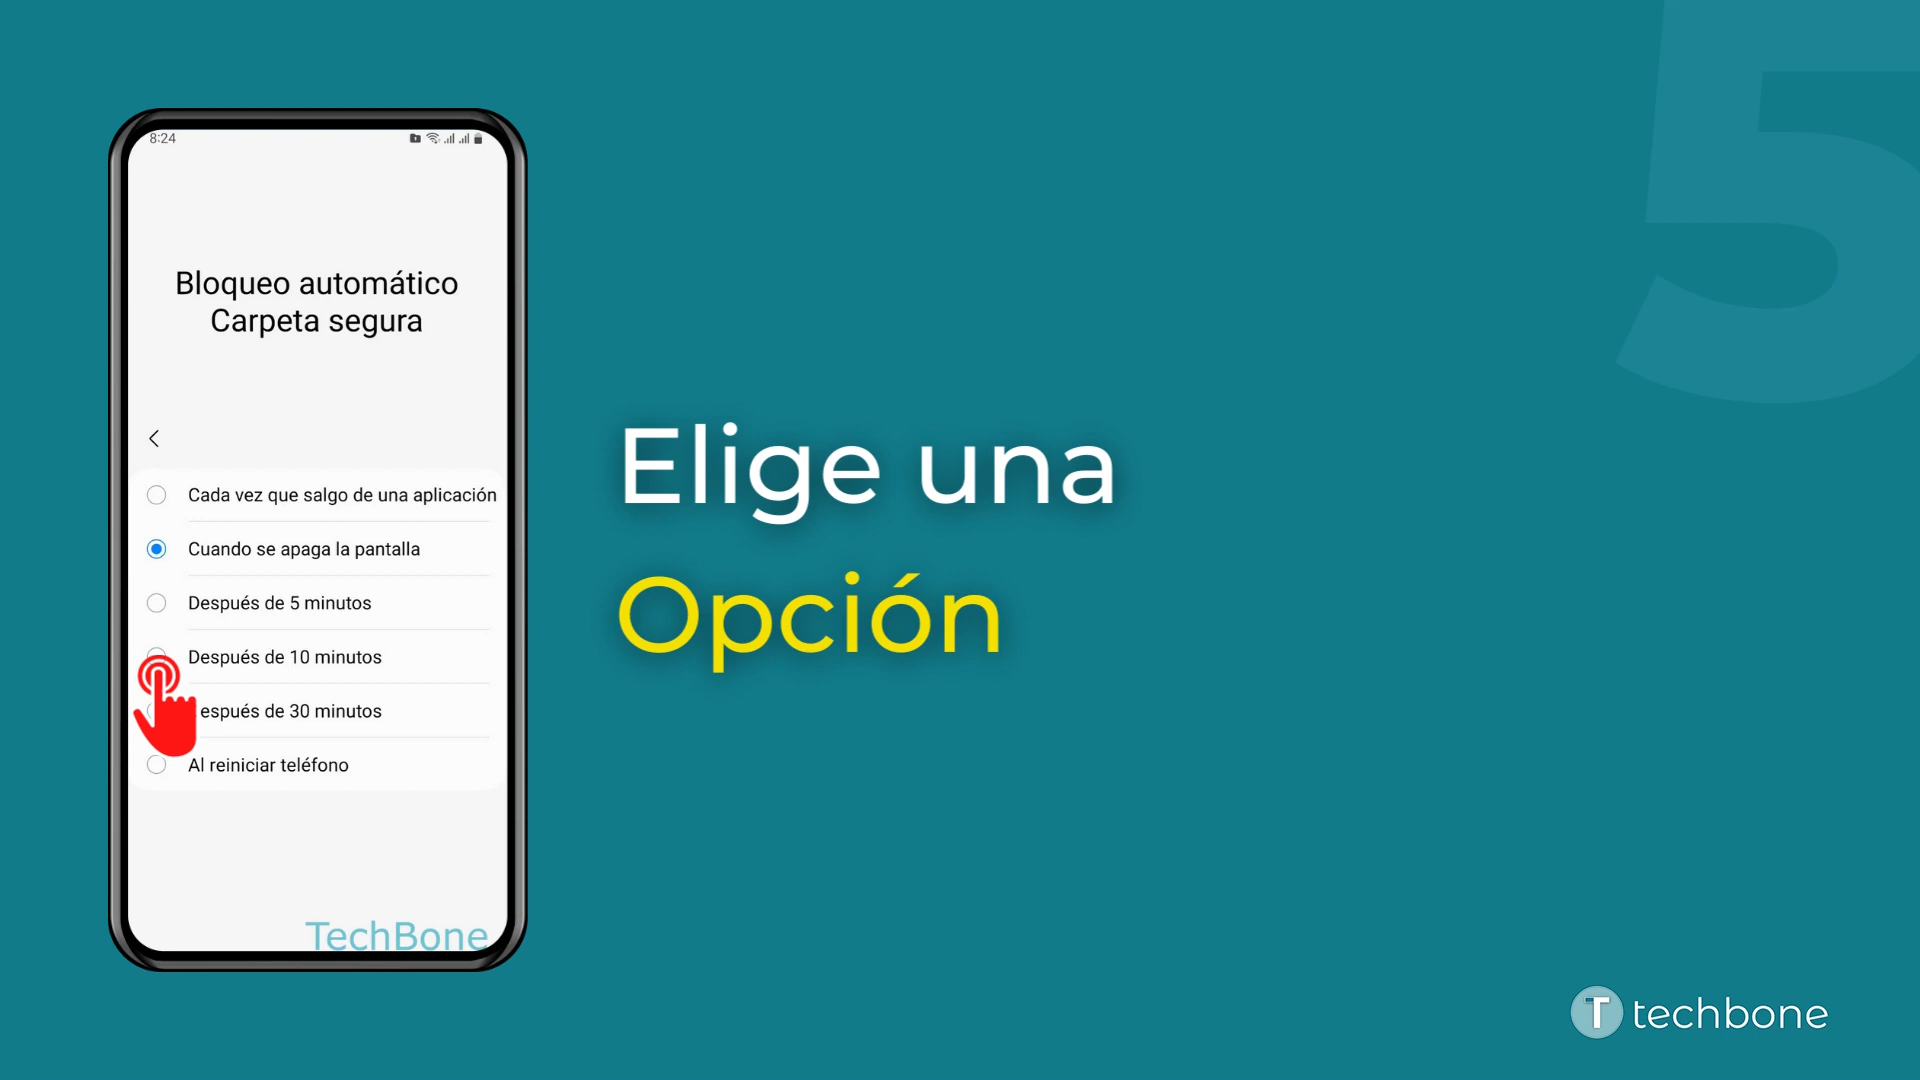 5
8:24
Bloqueo automático
Carpeta segura
Cada vez que salgo de una aplicación
Cuando se apaga la pantalla
Después de 5 minutos
Después de 10 minutos
espués de 30 minutos
Al reiniciar teléfono
TechBone
Elige una
Opción
T techbone